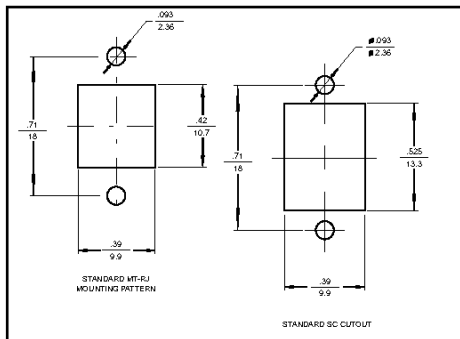 .093
2.36
.71
18
.42
10.7
.39
9.9
STANDARD MT-RJ
MOUNTING PATTERN
ø.093
ø2.36
.71
18
.525
13.3
.39
9.9
STANDARD SC CUTOUT